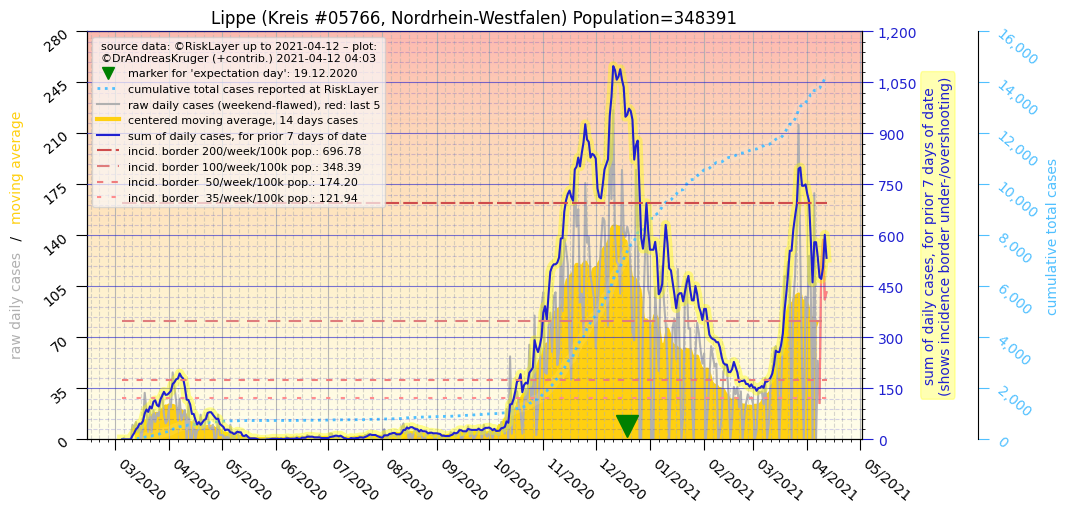 Lippe (Kreis #05766, Nordrhein-Westfalen) Population=348391
source data: ©RiskLayer up to 2021-04-12 – plot:
©DrAndreasKruger (+contrib.) 2021-04-12 04:03
marker for 'expectation day': 19.12.2020
cumulative total cases reported at RiskLayer
raw daily cases (weekend-flawed), red: last 5
centered moving average, 14 days cases
sum of daily cases, for prior 7 days of date
incid. border 200/week/100k pop.: 696.78
incid. border 100/week/100k pop.: 348.39
incid. border  50/week/100k pop.: 174.20
incid. border  35/week/100k pop.: 121.94
raw daily cases  /  moving average
280
245
210
175
140
105
70
35
0
03/2020
04/2020
05/2020
06/2020
07/2020
08/2020
09/2020
10/2020
11/2020
12/2020
01/2021
02/2021
03/2021
04/2021
05/2021
1,200
1,050
900
750
600
450
300
150
0
sum of daily cases, for prior 7 days of date
(shows incidence border under-/overshooting)
16,000
14,000
12,000
10,000
8,000
6,000
4,000
2,000
0
cumulative total cases